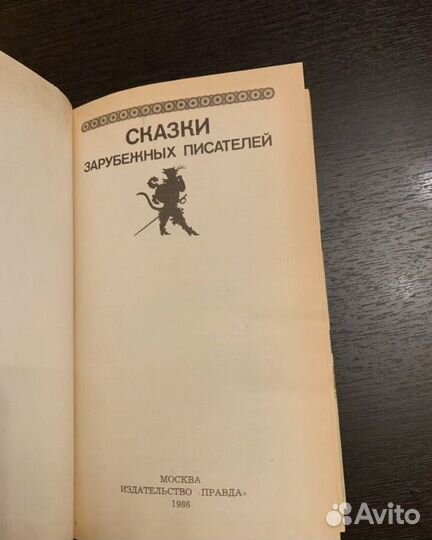 СКАЗКИ
ЗАРУБЕЖНЫХ ПИСАТЕЛЕЙ
МОСКВА
ИЗДАТЕЛЬСТВО «ПРАВДА»
1986
Avito